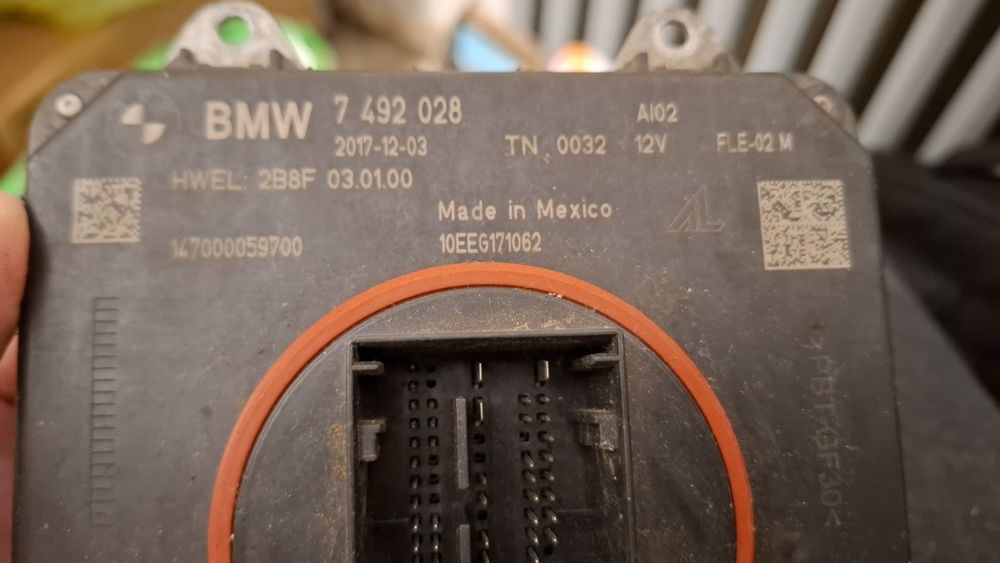 BMW 7 492 028 AI02
2017-12-03 TN 0032 12V FLE-02 M
HWEL: 2B8F 03.01.00
Made in Mexico AL
147000059700 10EEG171062